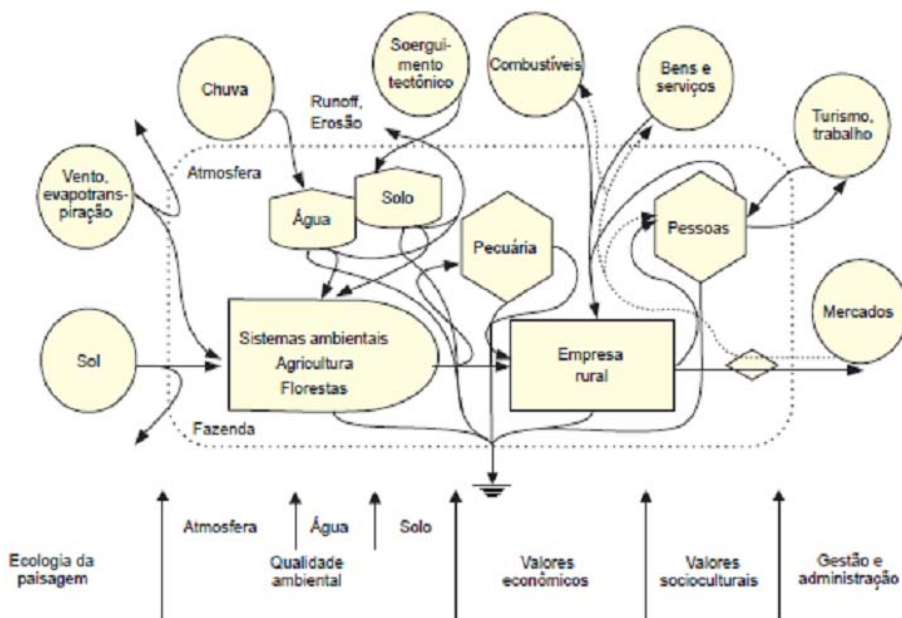 Soergui-
mento
tectônico
Combustíveis
Bens e
serviços
Chuva
Runoff,
Erosão
Turismo,
trabalho
Atmosfera
Vento,
evapotrans-
piração
Solo
Água
Pecuária
Pessoas
Mercados
Sistemas ambientais
Agricultura
Florestas
Empresa
rural
Sol
Fazenda
Atmosfera
Água
Solo
Ecologia da
paisagem
Qualidade
ambiental
Valores
econômicos
Valores
socioculturais
Gestão e
administração